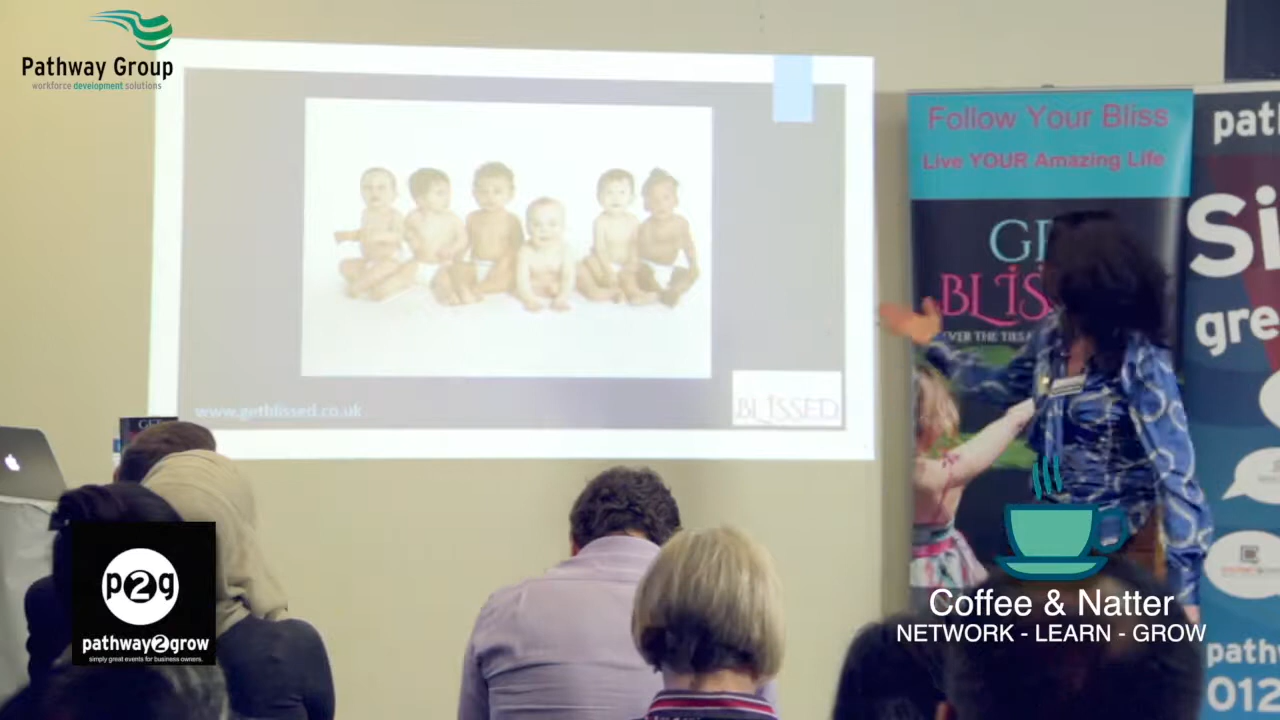 Pathway Group
workforce development solutions
Follow Your Bliss
Live YOUR Amazing Life
BLISSED
www.getblissed.co.uk
p2g
pathway2grow
simply great events for business owners.
Coffee & Natter
NETWORK - LEARN - GROW
012